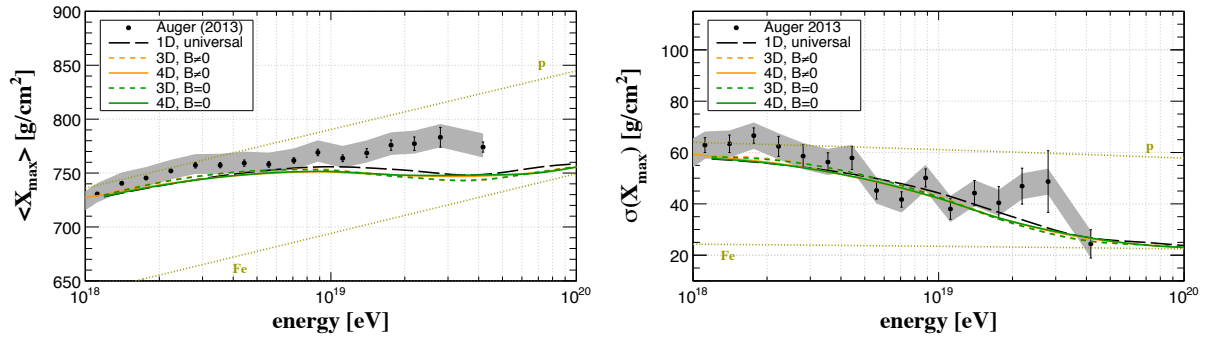 900
850
800
750
700
650
<X_max> [g/cm²]
Auger (2013)
1D, universal
3D, B≠0
4D, B≠0
3D, B=0
4D, B=0
p
Fe
10^18
10^19
10^20
energy [eV]
100
80
60
40
20
σ(X_max) [g/cm²]
Auger 2013
1D, universal
3D, B≠0
4D, B≠0
3D, B=0
4D, B=0
p
Fe
10^18
10^19
10^20
energy [eV]